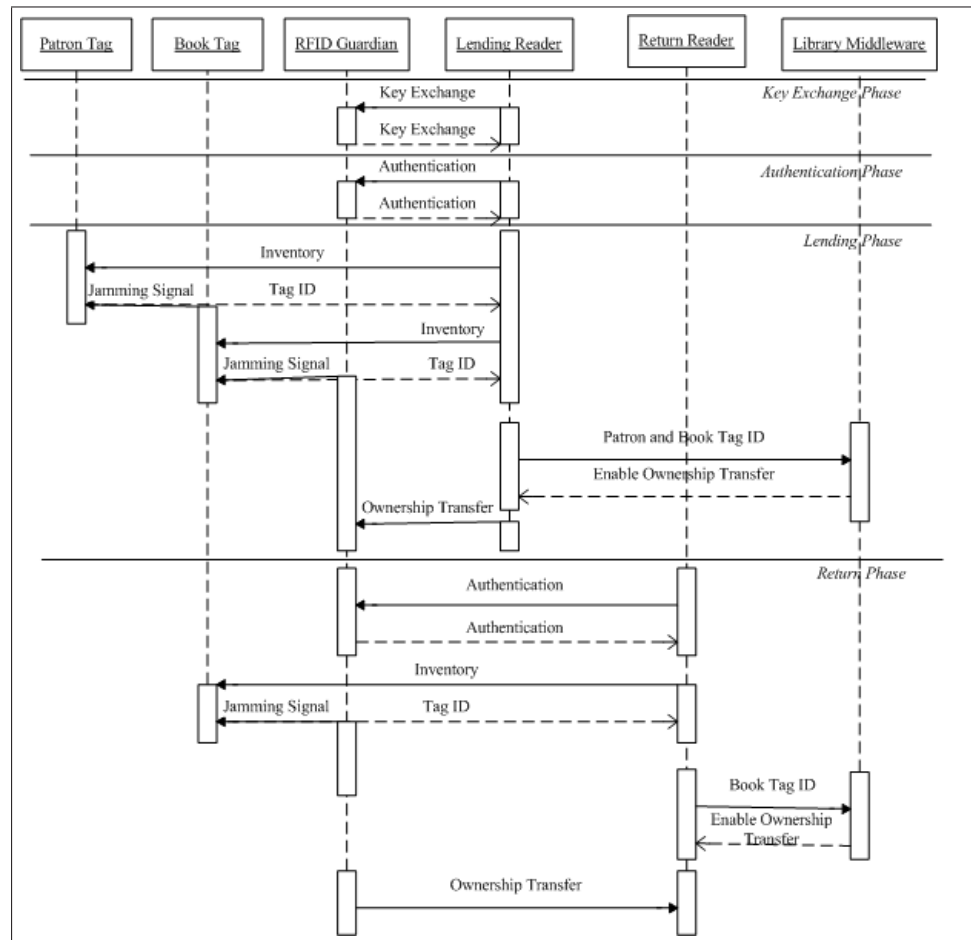 Patron Tag
Book Tag
RFID Guardian
Lending Reader
Return Reader
Library Middleware
Key Exchange
Key Exchange Phase
Key Exchange
Authentication
Authentication Phase
Authentication
Lending Phase
Inventory
Jamming Signal
Tag ID
Inventory
Jamming Signal
Tag ID
Patron and Book Tag ID
Enable Ownership Transfer
Ownership Transfer
Return Phase
Authentication
Authentication
Inventory
Jamming Signal
Tag ID
Book Tag ID
Enable Ownership
Transfer
Ownership Transfer